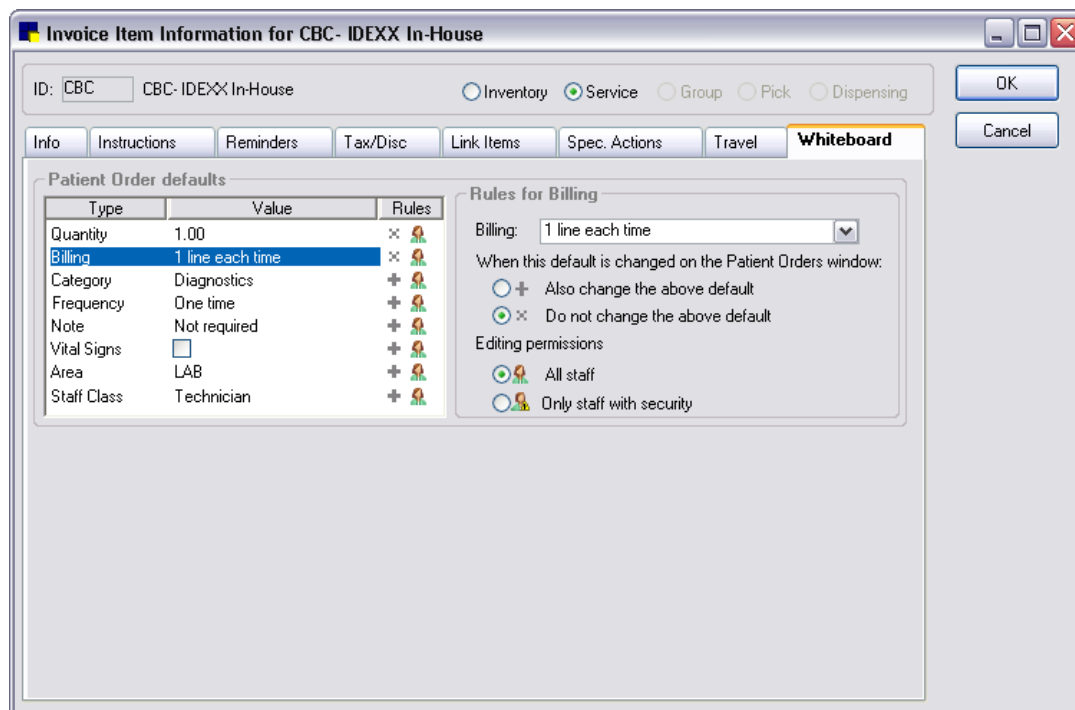 Invoice Item Information for CBC- IDEXX In-House
ID: CBC CBC- IDEXX In-House Inventory Service Group Pick Dispensing OK
Cancel
Info Instructions Reminders Tax/Disc Link Items Spec. Actions Travel Whiteboard
Patient Order defaults
Type Value Rules
Quantity 1.00
Billing 1 line each time
Category Diagnostics
Frequency One time
Note Not required
Vital Signs
Area LAB
Staff Class Technician
Rules for Billing
Billing: 1 line each time
When this default is changed on the Patient Orders window:
Also change the above default
Do not change the above default
Editing permissions
All staff
Only staff with security